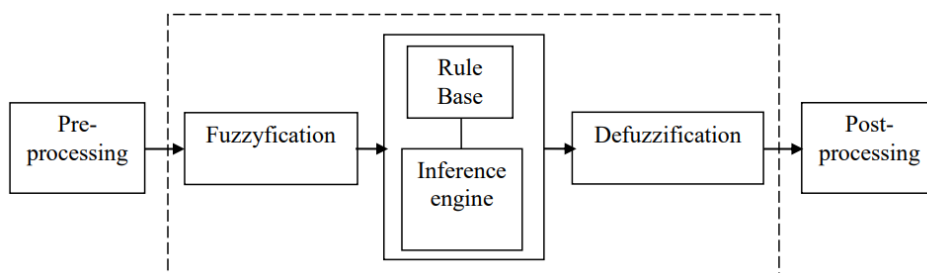 Pre-
processing
Fuzzyfication
Rule
Base
Inference
engine
Defuzzification
Post-
processing